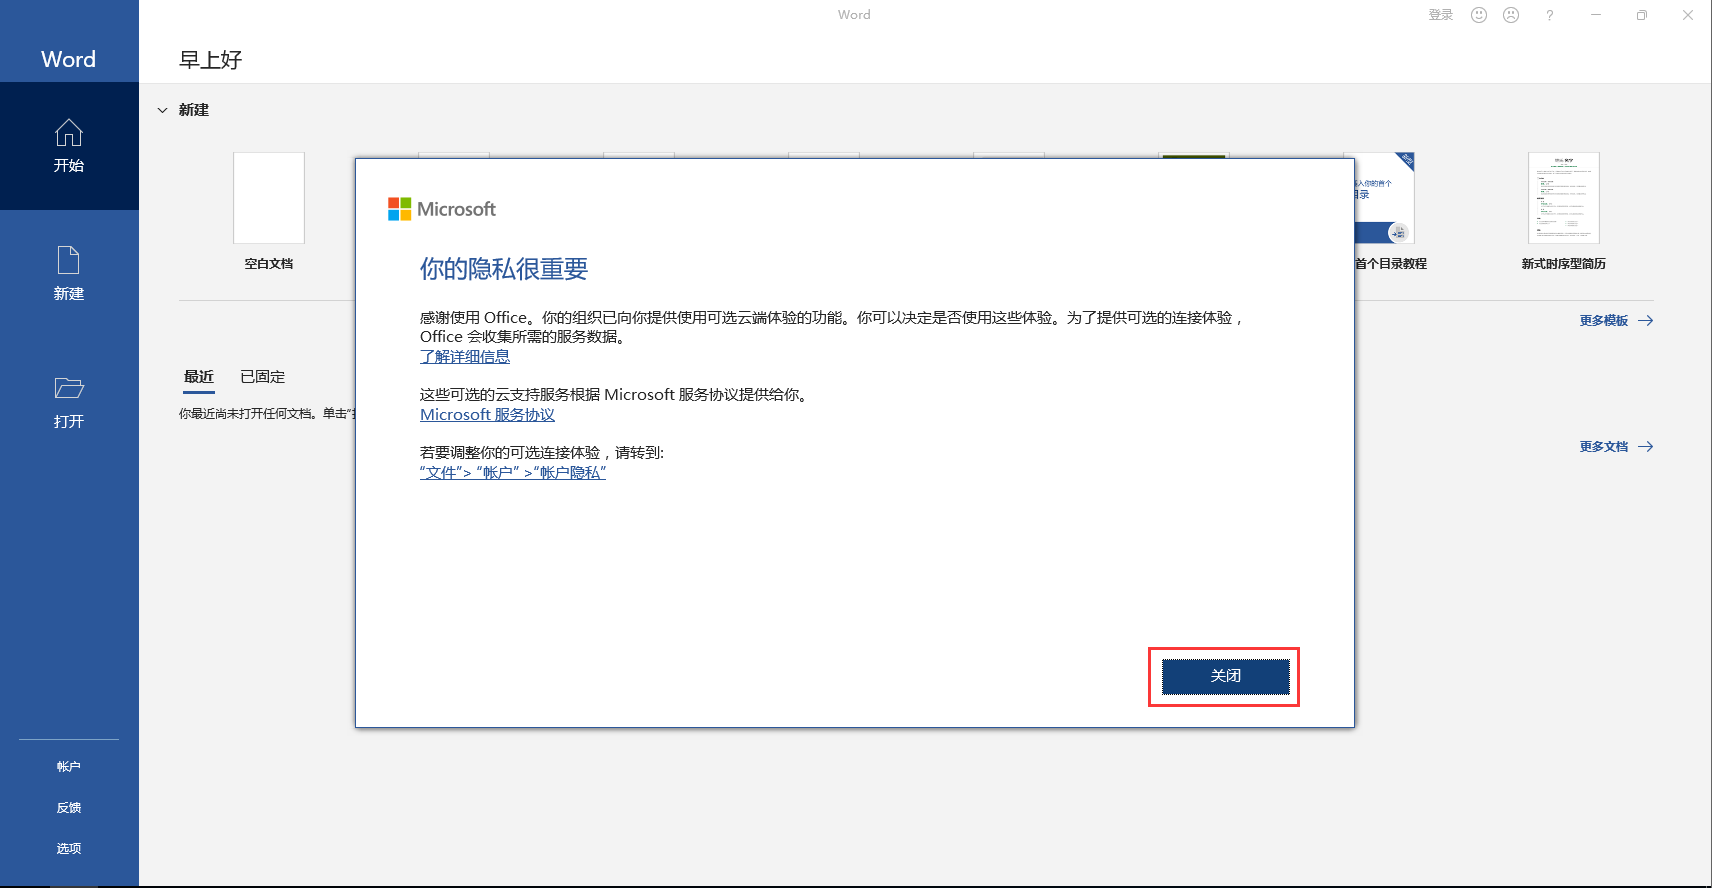 Word
登录
?
Word
早上好
开始
新建
打开
帐户
反馈
选项
新建
空白文档
首个目录教程
新式时序型简历
更多模板
最近
已固定
你最近尚未打开任何文档。单击“
更多文档
Microsoft
你的隐私很重要
感谢使用 Office。你的组织已向你提供使用可选云端体验的功能。你可以决定是否使用这些体验。为了提供可选的连接体验，
Office 会收集所需的服务数据。
了解详细信息
这些可选的云支持服务根据 Microsoft 服务协议提供给你。
Microsoft 服务协议
若要调整你的可选连接体验，请转到:
“文件”> “帐户” >“帐户隐私”
关闭